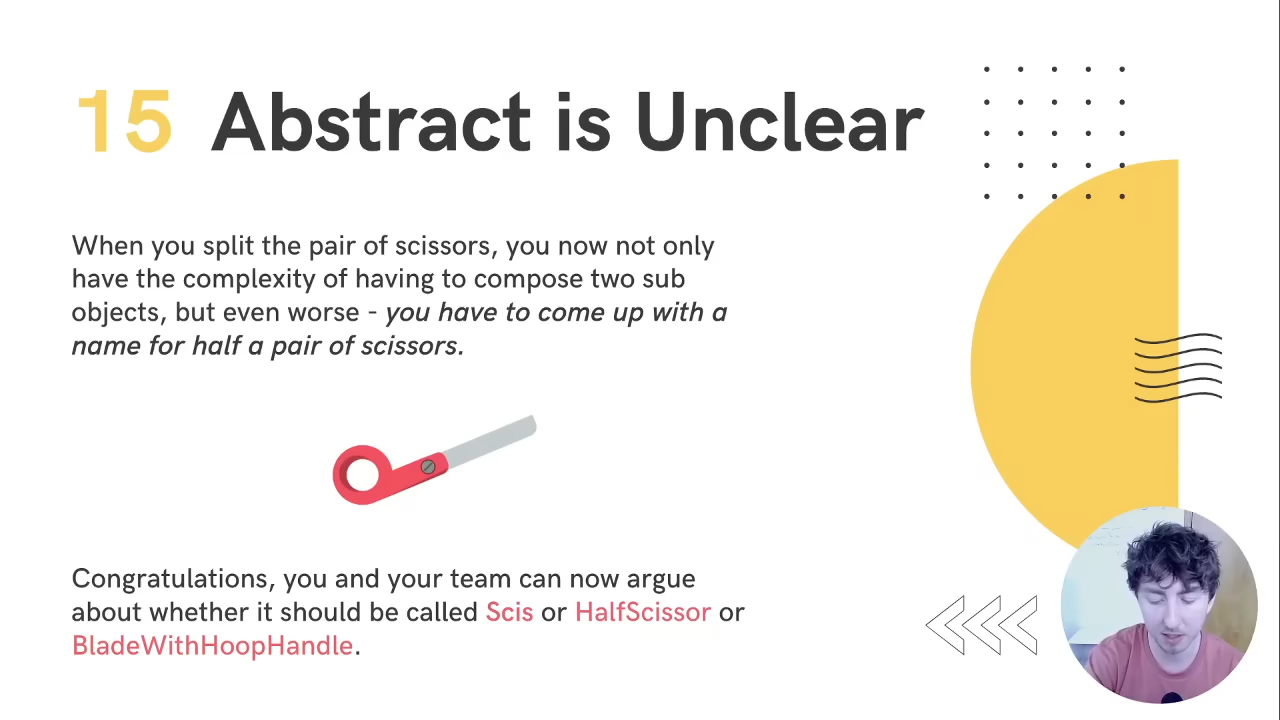 15 Abstract is Unclear
When you split the pair of scissors, you now not only
have the complexity of having to compose two sub
objects, but even worse - you have to come up with a
name for half a pair of scissors.
Congratulations, you and your team can now argue
about whether it should be called Scis or HalfScissor or
BladeWithHoopHandle.